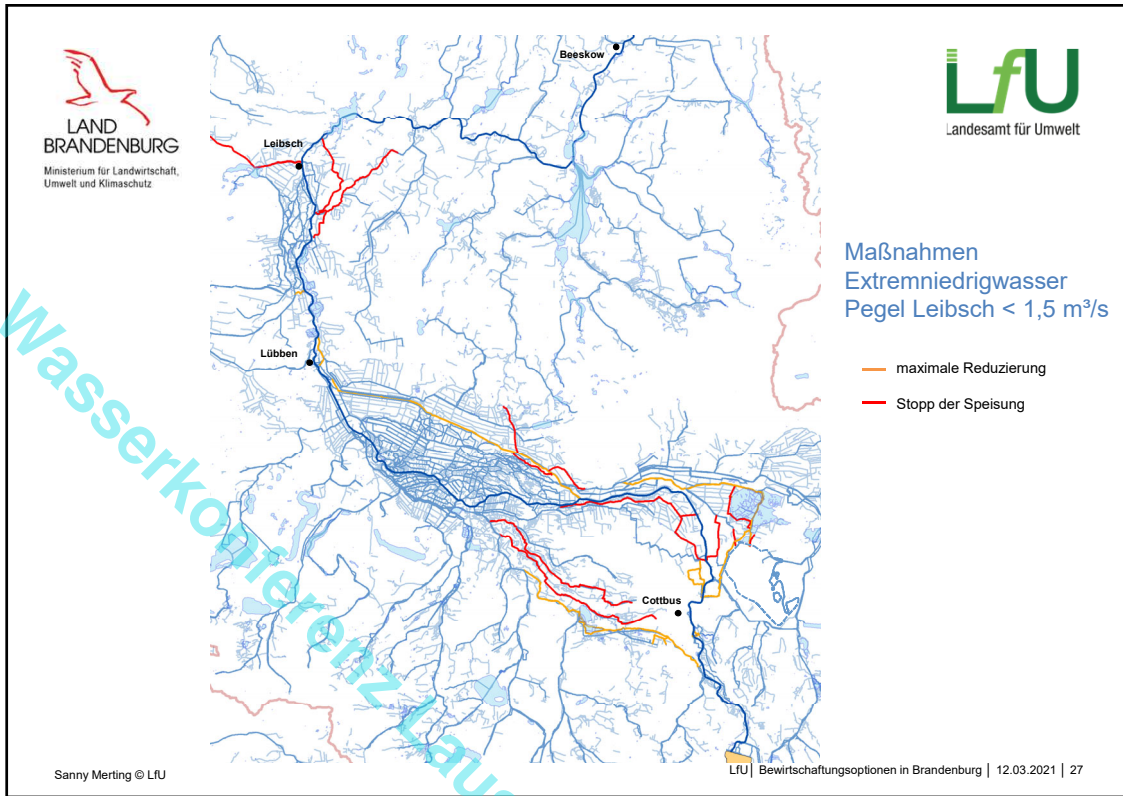 LAND
BRANDENBURG
Ministerium für Landwirtschaft,
Umwelt und Klimaschutz
Beeskow
Leibsch
Lübben
Cottbus
LfU
Landesamt für Umwelt
Maßnahmen
Extremniedrigwasser
Pegel Leibsch < 1,5 m³/s
maximale Reduzierung
Stopp der Speisung
Wasserkonferenz Laus
Sanny Merting © LfU
LfU | Bewirtschaftungsoptionen in Brandenburg | 12.03.2021 | 27